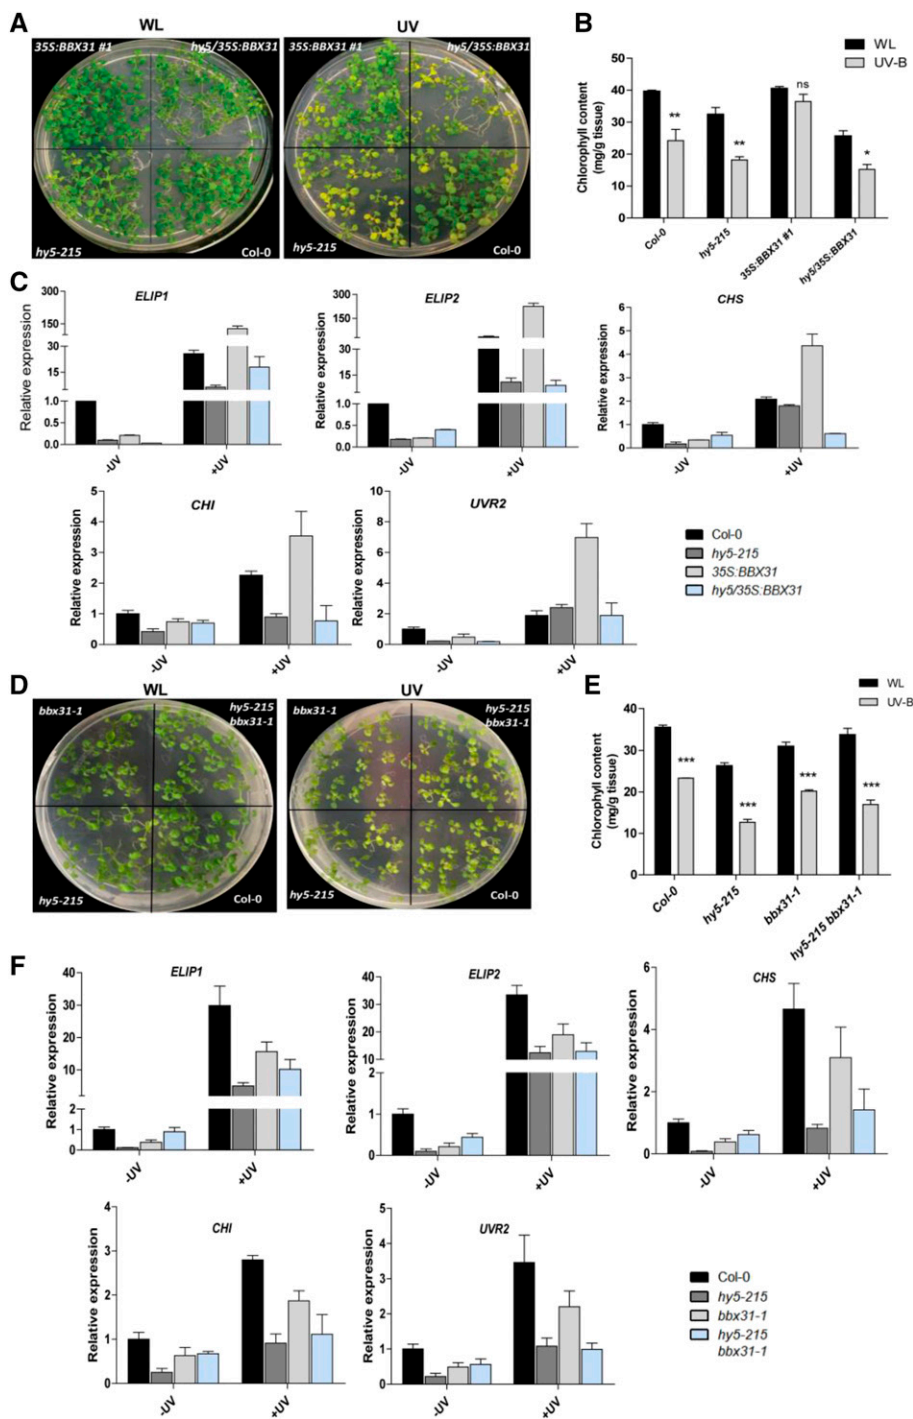 A
WL
UV
35S:BBX31 #1
hy5/35S:BBX31
35S:BBX31 #1
hy5/35S:BBX31
hy5-215
Col-0
hy5-215
Col-0
B
WL
UV-B
Chlorophyll content
(mg/g tissue)
50
40
30
20
10
0
**
**
ns
*
Col-0
hy5-215
35S:BBX31 #1
hy5/35S:BBX31
C
ELIP1
Relative expression
300
150
30
15
1.0
0.5
0.0
-UV
+UV
ELIP2
Relative expression
300
150
30
15
1.0
0.5
0.0
-UV
+UV
CHS
Relative expression
6
4
2
0
-UV
+UV
CHI
Relative expression
5
4
3
2
1
0
-UV
+UV
UVR2
Relative expression
10
8
6
4
2
0
-UV
+UV
Col-0
hy5-215
35S:BBX31
hy5/35S:BBX31
D
WL
UV
bbx31-1
hy5-215
bbx31-1
bbx31-1
hy5-215
bbx31-1
hy5-215
Col-0
hy5-215
Col-0
E
WL
UV-B
Chlorophyll content
(mg/g tissue)
40
30
20
10
0
***
***
***
***
Col-0
hy5-215
bbx31-1
hy5-215 bbx31-1
F
ELIP1
Relative expression
40
30
20
10
2
1
0
-UV
+UV
ELIP2
Relative expression
40
30
20
10
2
1
0
-UV
+UV
CHS
Relative expression
6
4
2
0
-UV
+UV
CHI
Relative expression
4
3
2
1
0
-UV
+UV
UVR2
Relative expression
5
4
3
2
1
0
-UV
+UV
Col-0
hy5-215
bbx31-1
hy5-215
bbx31-1